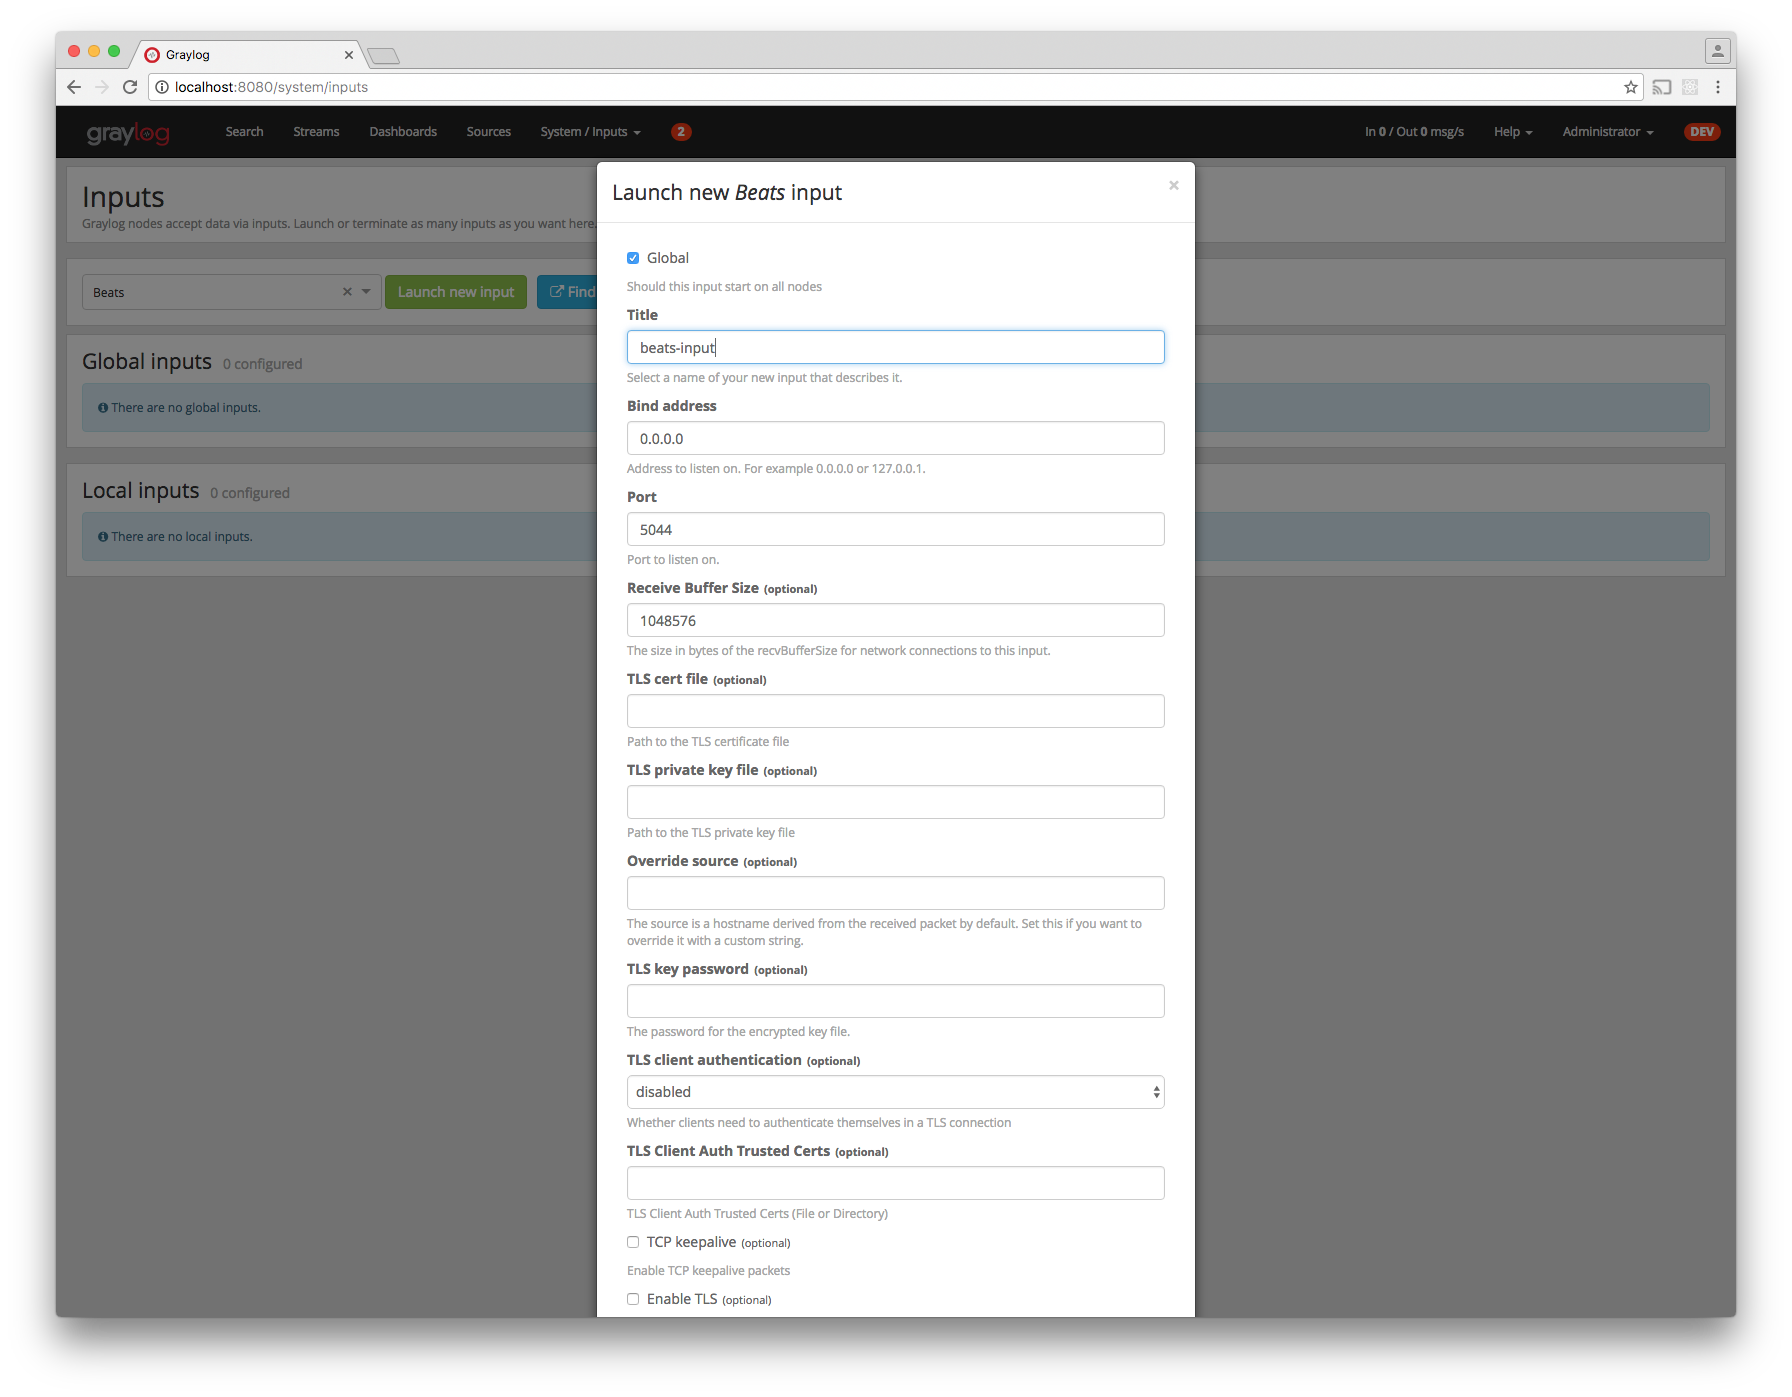 Graylog
localhost:8080/system/inputs
graylog
Search
Streams
Dashboards
Sources
System / Inputs
2
In 0 / Out 0 msg/s
Help
Administrator
DEV
Inputs
Graylog nodes accept data via inputs. Launch or terminate as many inputs as you want here.
Beats
Launch new input
Find
Global inputs 0 configured
There are no global inputs.
Local inputs 0 configured
There are no local inputs.
Launch new Beats input
Global
Should this input start on all nodes
Title
beats-input
Select a name of your new input that describes it.
Bind address
0.0.0.0
Address to listen on. For example 0.0.0.0 or 127.0.0.1.
Port
5044
Port to listen on.
Receive Buffer Size (optional)
1048576
The size in bytes of the recvBufferSize for network connections to this input.
TLS cert file (optional)
Path to the TLS certificate file
TLS private key file (optional)
Path to the TLS private key file
Override source (optional)
The source is a hostname derived from the received packet by default. Set this if you want to
override it with a custom string.
TLS key password (optional)
The password for the encrypted key file.
TLS client authentication (optional)
disabled
Whether clients need to authenticate themselves in a TLS connection
TLS Client Auth Trusted Certs (optional)
TLS Client Auth Trusted Certs (File or Directory)
TCP keepalive (optional)
Enable TCP keepalive packets
Enable TLS (optional)